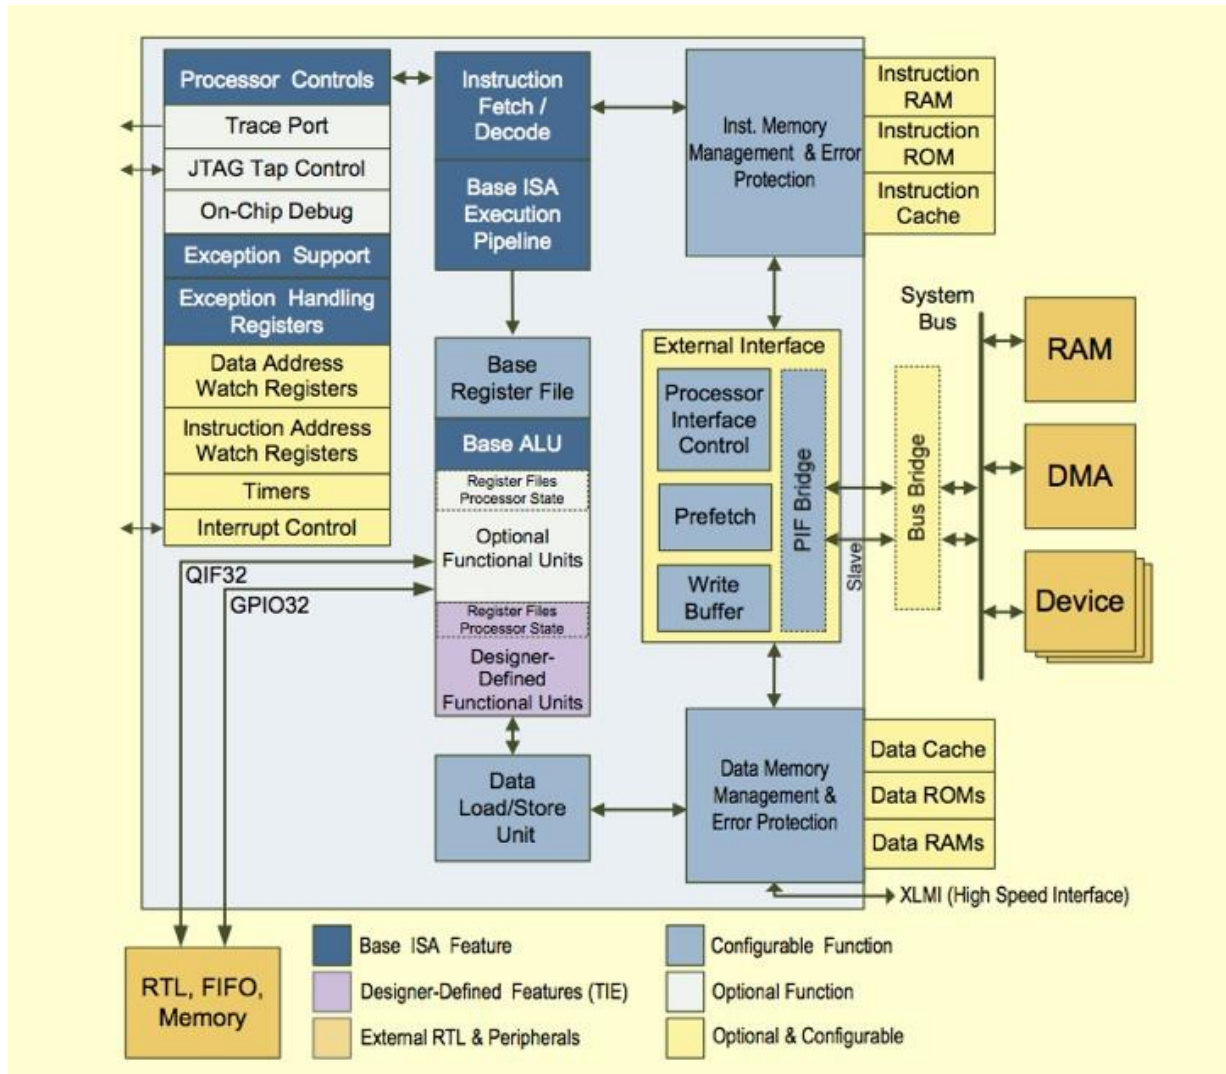 Processor Controls
Trace Port
JTAG Tap Control
On-Chip Debug
Exception Support
Exception Handling
Registers
Data Address
Watch Registers
Instruction Address
Watch Registers
Timers
Interrupt Control
QIF32
GPIO32
Instruction
Fetch /
Decode
Base ISA
Execution
Pipeline
Base
Register File
Base ALU
Register Files
Processor State
Optional
Functional Units
Register Files
Processor State
Designer-
Defined
Functional Units
Data
Load/Store
Unit
Inst. Memory
Management & Error
Protection
Instruction
RAM
Instruction
ROM
Instruction
Cache
External Interface
Processor
Interface
Control
Prefetch
Write
Buffer
PIF Bridge
Slave
Bus Bridge
System
Bus
RAM
DMA
Device
Data Memory
Management &
Error Protection
Data Cache
Data ROMs
Data RAMs
XLMI (High Speed Interface)
RTL, FIFO,
Memory
Base ISA Feature
Designer-Defined Features (TIE)
External RTL & Peripherals
Configurable Function
Optional Function
Optional & Configurable